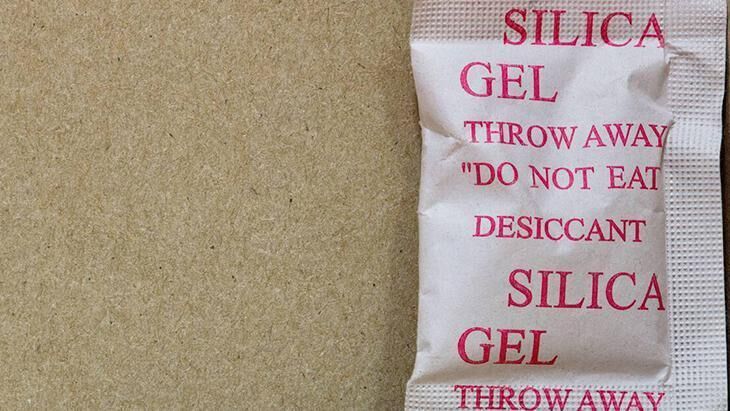 SILICA
GEL
THROW AWAY
"DO NOT EAT
DESICCANT
SILICA
GEL
THROW AWAY